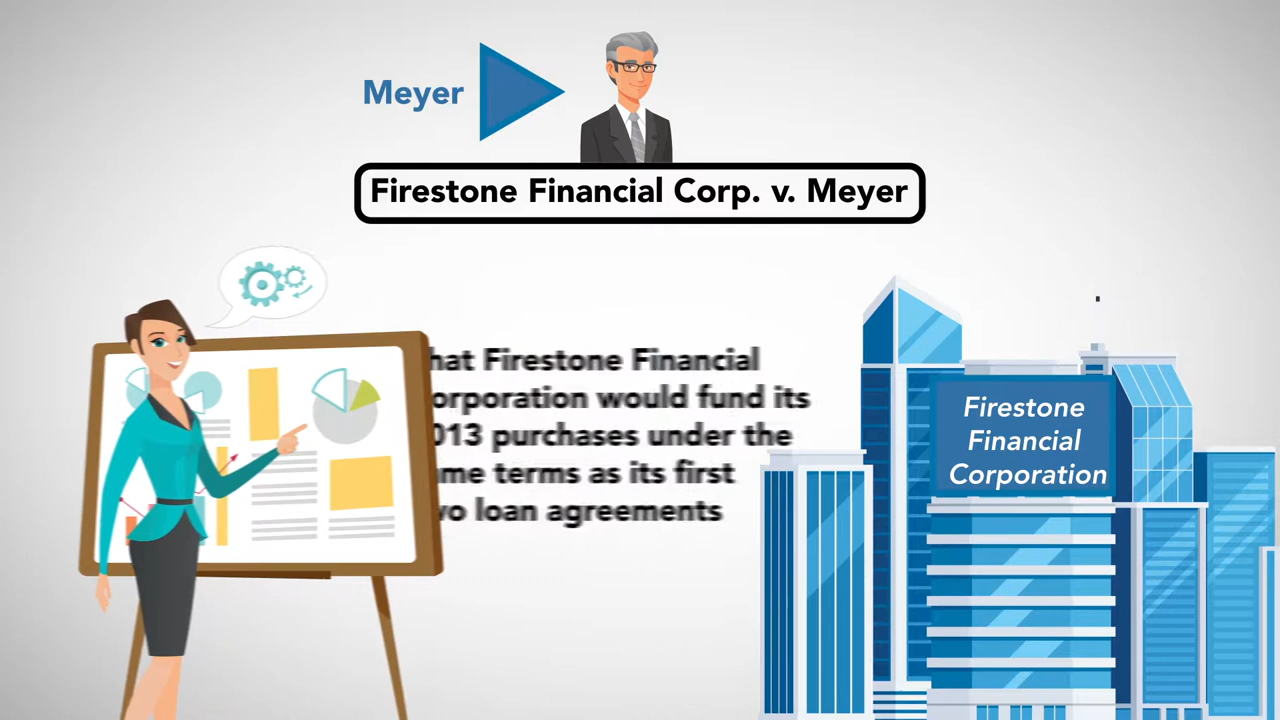 Meyer
Firestone Financial Corp. v. Meyer
hat Firestone Financial
orporation would fund its
013 purchases under the
me terms as its first
wo loan agreements
Firestone
Financial
Corporation